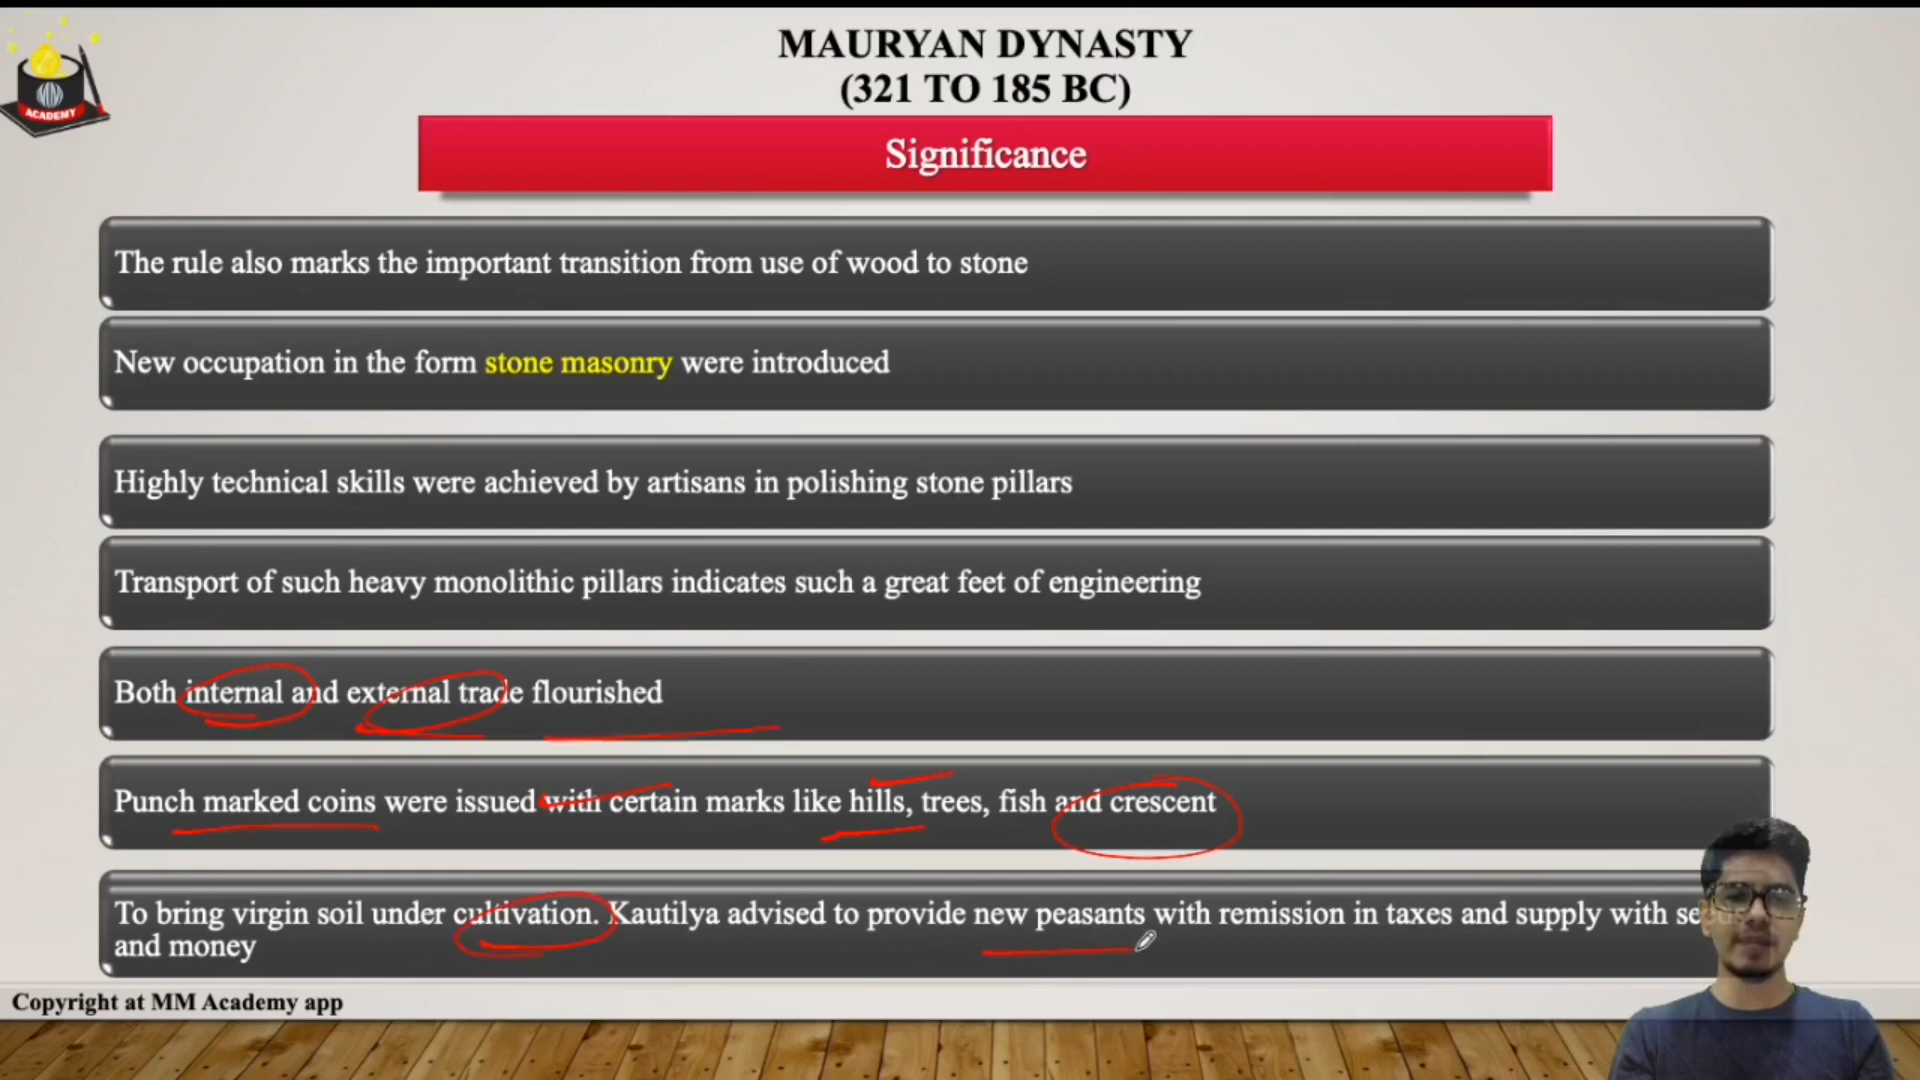 MAURYAN DYNASTY
(321 TO 185 BC)
ACADEMY
Significance
The rule also marks the important transition from use of wood to stone
New occupation in the form stone masonry were introduced
Highly technical skills were achieved by artisans in polishing stone pillars
Transport of such heavy monolithic pillars indicates such a great feet of engineering
Both internal and external trade flourished
Punch marked coins were issued with certain marks like hills, trees, fish and crescent
To bring virgin soil under cultivation. Kautilya advised to provide new peasants with remission in taxes and supply with
and money
Copyright at MM Academy app